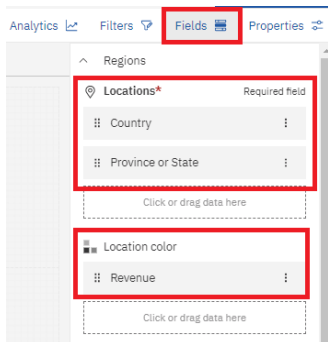 Analytics Filters Fields Properties
Regions
Locations* Required field
Country
Province or State
Click or drag data here
Location color
Revenue
Click or drag data here